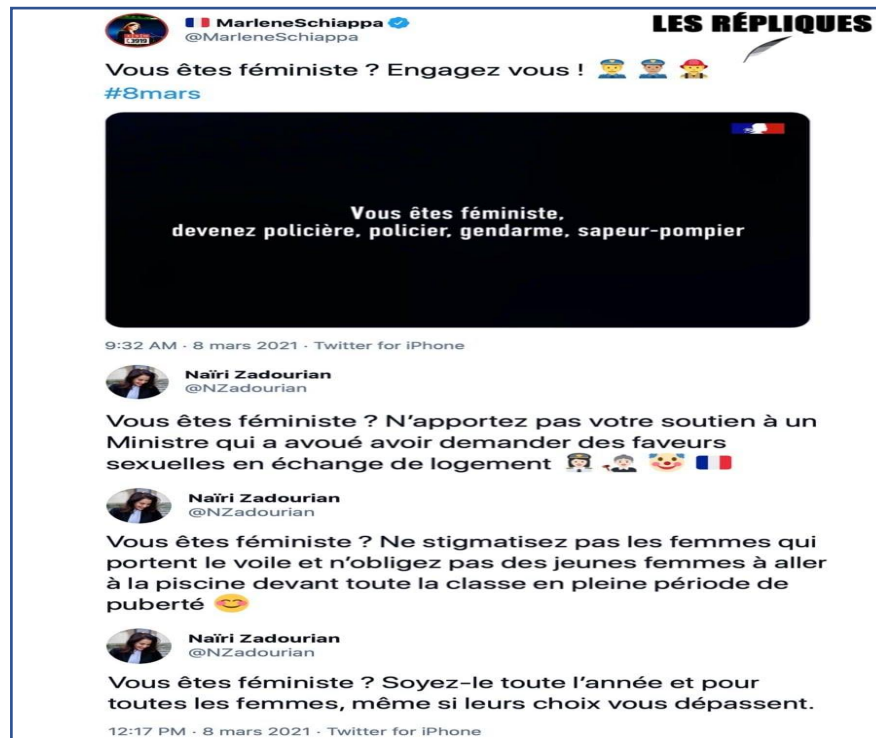 MarleneSchiappa
LES RÉPLIQUES
@MarleneSchiappa
Vous êtes féministe ? Engagez vous !
#8mars
Vous êtes féministe,
devenez policière, policier, gendarme, sapeur-pompier
9:32 AM · 8 mars 2021 · Twitter for iPhone
Naïri Zadourian
@NZadourian
Vous êtes féministe ? N’apportez pas votre soutien à un
Ministre qui a avoué avoir demander des faveurs
sexuelles en échange de logement
Naïri Zadourian
@NZadourian
Vous êtes féministe ? Ne stigmatisez pas les femmes qui
portent le voile et n’obligez pas des jeunes femmes à aller
à la piscine devant toute la classe en pleine période de
puberté
Naïri Zadourian
@NZadourian
Vous êtes féministe ? Soyez-le toute l’année et pour
toutes les femmes, même si leurs choix vous dépassent.
12:17 PM · 8 mars 2021 · Twitter for iPhone